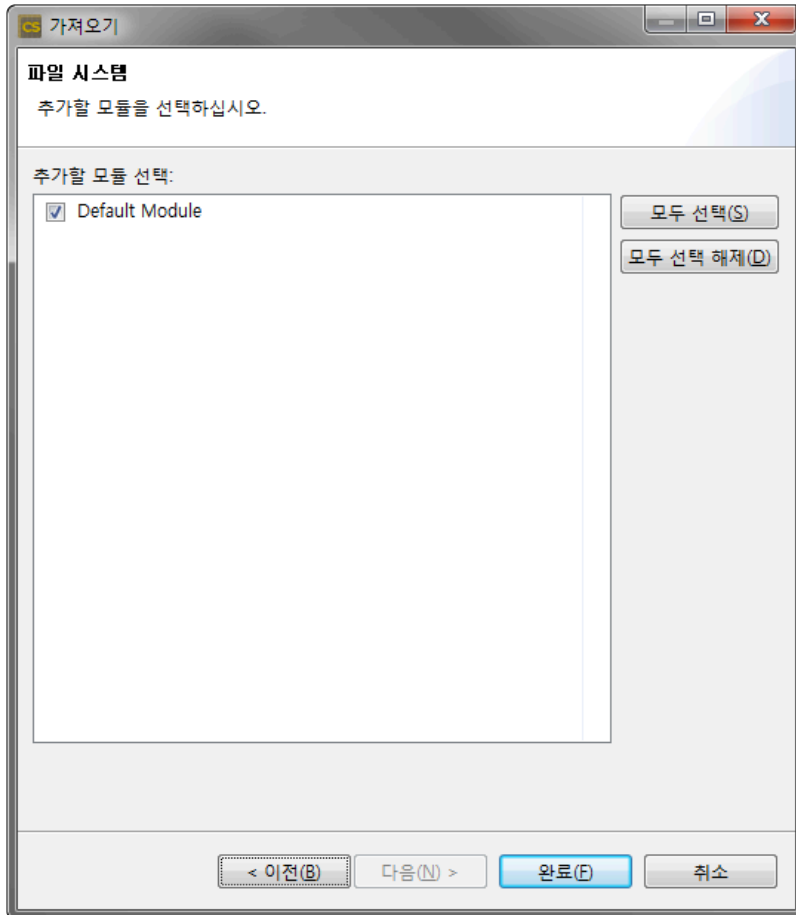 CS 가져오기
파일 시스템
추가할 모듈을 선택하십시오.
추가할 모듈 선택:
Default Module
모두 선택(S)
모두 선택 해제(D)
< 이전(B)
다음(N) >
완료(F)
취소